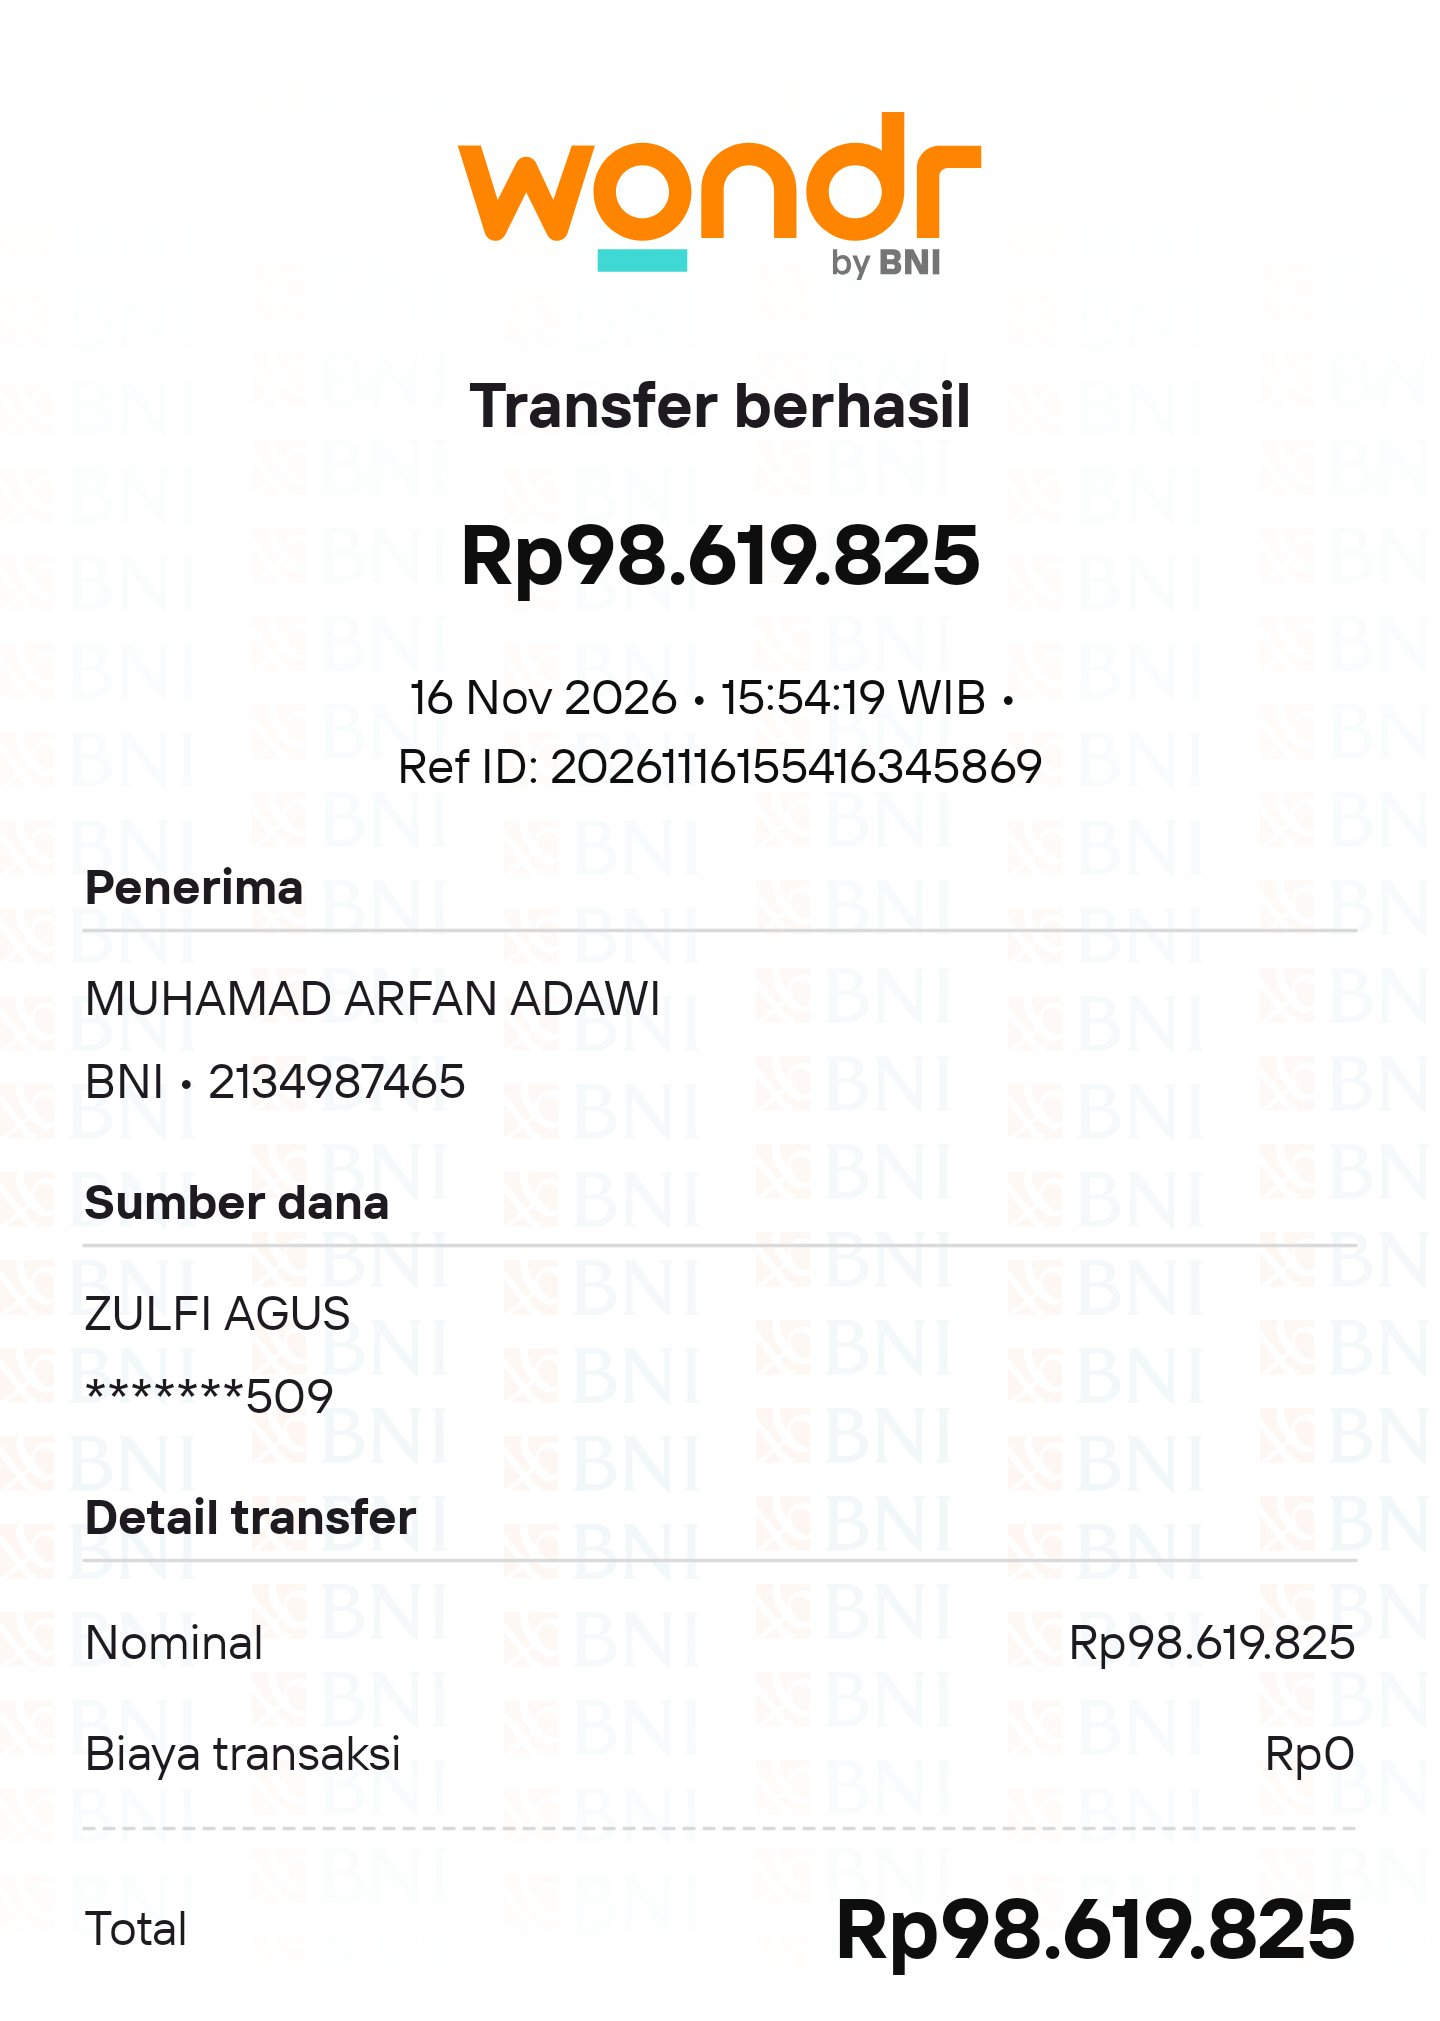 wondr
by BNI
Transfer berhasil
Rp98.619.825
16 Nov 2026 • 15:54:19 WIB •
Ref ID: 20261116155416345869
Penerima
MUHAMAD ARFAN ADAWI
BNI • 2134987465
Sumber dana
ZULFI AGUS
*******509
Detail transfer
Nominal Rp98.619.825
Biaya transaksi Rp0
Total Rp98.619.825